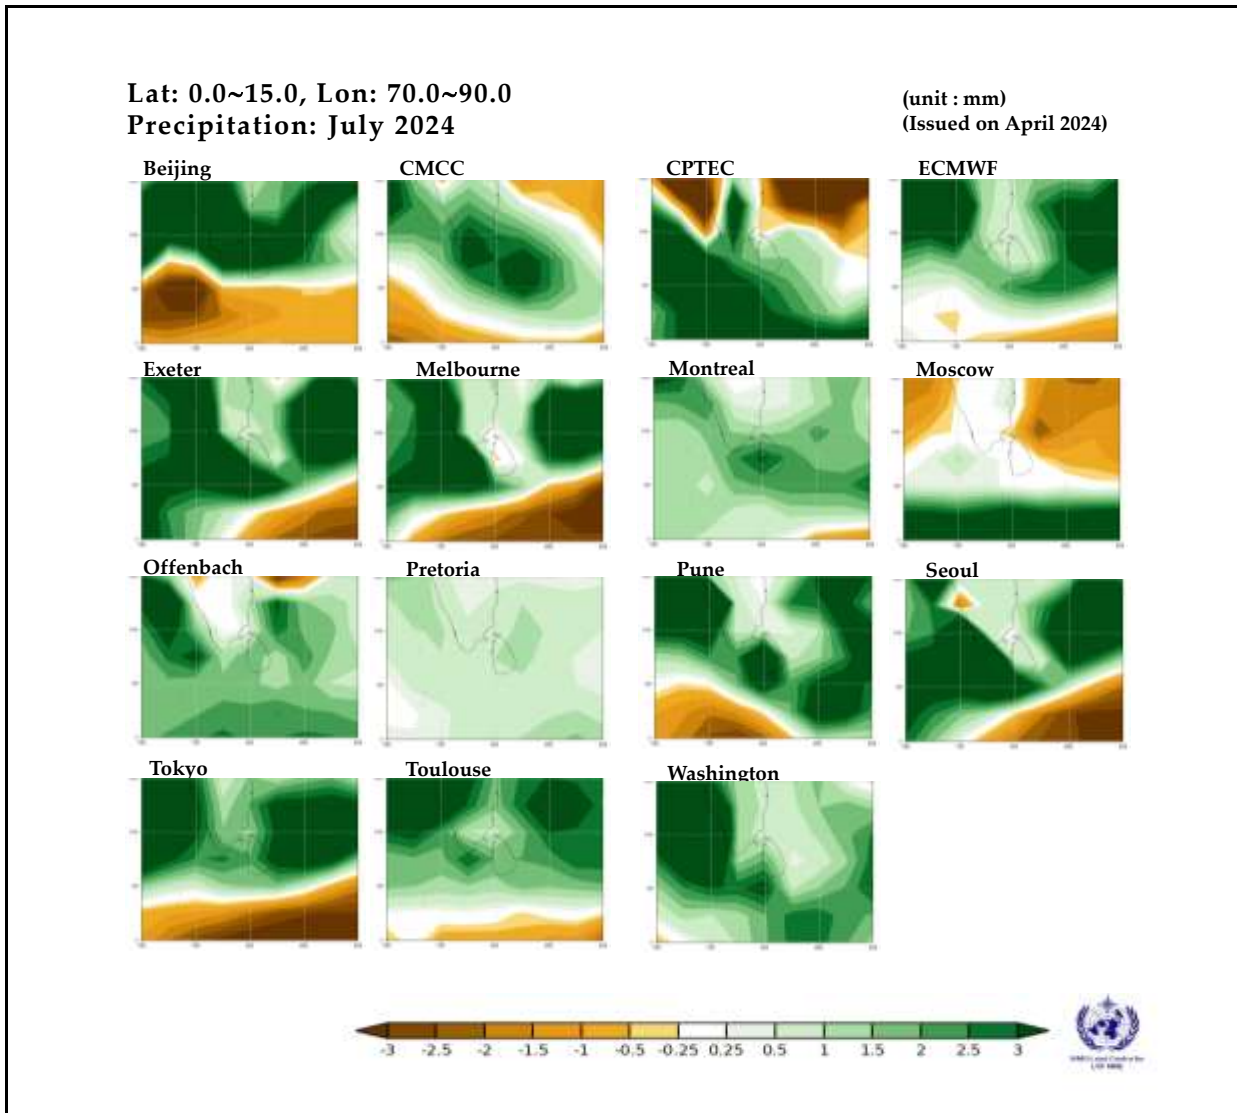 Lat: 0.0~15.0, Lon: 70.0~90.0
Precipitation: July 2024
(unit : mm)
(Issued on April 2024)
Beijing
CMCC
CPTEC
ECMWF
Exeter
Melbourne
Montreal
Moscow
Offenbach
Pretoria
Pune
Seoul
Tokyo
Toulouse
Washington
-3 -2.5 -2 -1.5 -1 -0.5 -0.25 0.25 0.5 1 1.5 2 2.5 3